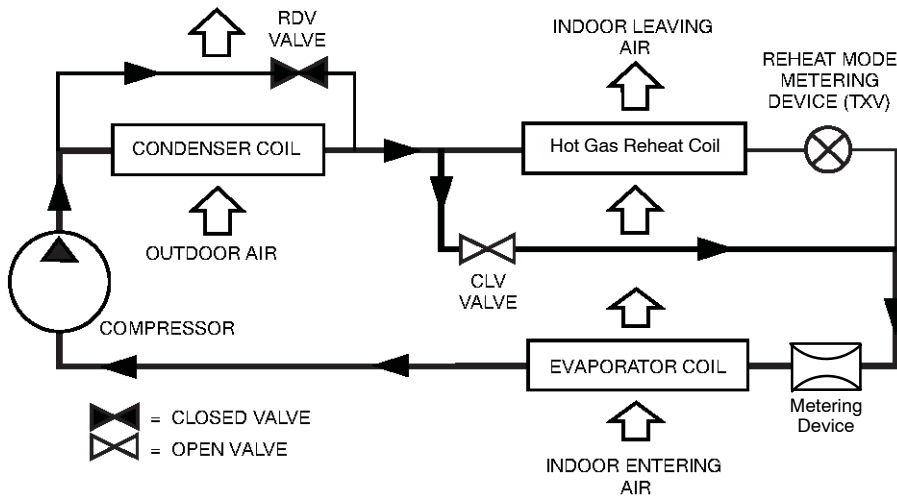 RDV
VALVE
INDOOR LEAVING
AIR
REHEAT MODE
METERING
DEVICE (TXV)
CONDENSER COIL
Hot Gas Reheat Coil
OUTDOOR AIR
CLV
VALVE
COMPRESSOR
EVAPORATOR COIL
Metering
Device
= CLOSED VALVE
= OPEN VALVE
INDOOR ENTERING
AIR